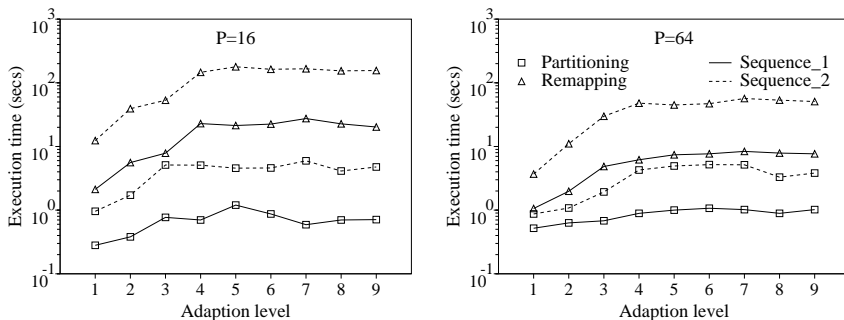 P=16
Execution time (secs)
10^3
10^2
10^1
10^0
10^-1
1 2 3 4 5 6 7 8 9
Adaption level
P=64
Partitioning
Remapping
Sequence_1
Sequence_2
Execution time (secs)
10^3
10^2
10^1
10^0
10^-1
1 2 3 4 5 6 7 8 9
Adaption level